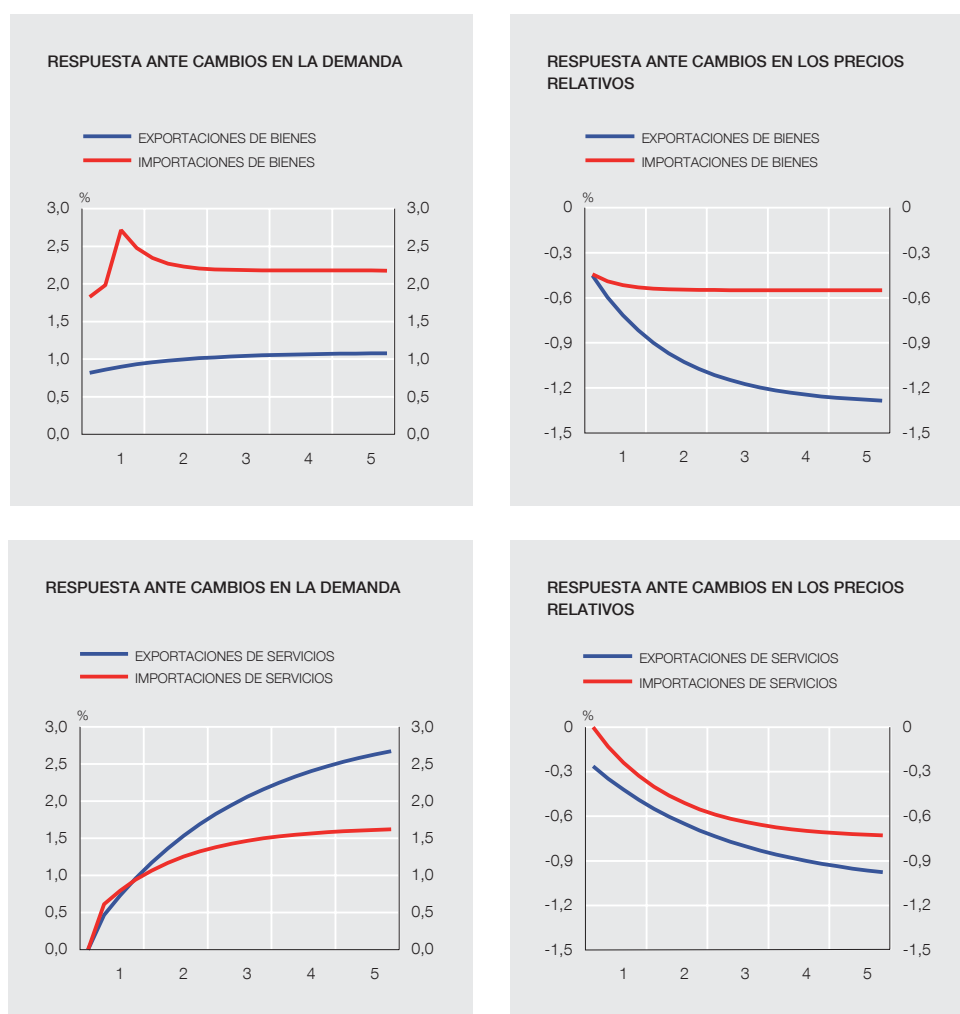 RESPUESTA ANTE CAMBIOS EN LA DEMANDA
EXPORTACIONES DE BIENES
IMPORTACIONES DE BIENES
%
3,0 3,0
2,5 2,5
2,0 2,0
1,5 1,5
1,0 1,0
0,5 0,5
0,0 0,0
1 2 3 4 5
RESPUESTA ANTE CAMBIOS EN LOS PRECIOS
RELATIVOS
EXPORTACIONES DE BIENES
IMPORTACIONES DE BIENES
%
0 0
-0,3 -0,3
-0,6 -0,6
-0,9 -0,9
-1,2 -1,2
-1,5 -1,5
1 2 3 4 5
RESPUESTA ANTE CAMBIOS EN LA DEMANDA
EXPORTACIONES DE SERVICIOS
IMPORTACIONES DE SERVICIOS
%
3,0 3,0
2,5 2,5
2,0 2,0
1,5 1,5
1,0 1,0
0,5 0,5
0,0 0,0
1 2 3 4 5
RESPUESTA ANTE CAMBIOS EN LOS PRECIOS
RELATIVOS
EXPORTACIONES DE SERVICIOS
IMPORTACIONES DE SERVICIOS
%
0 0
-0,3 -0,3
-0,6 -0,6
-0,9 -0,9
-1,2 -1,2
-1,5 -1,5
1 2 3 4 5